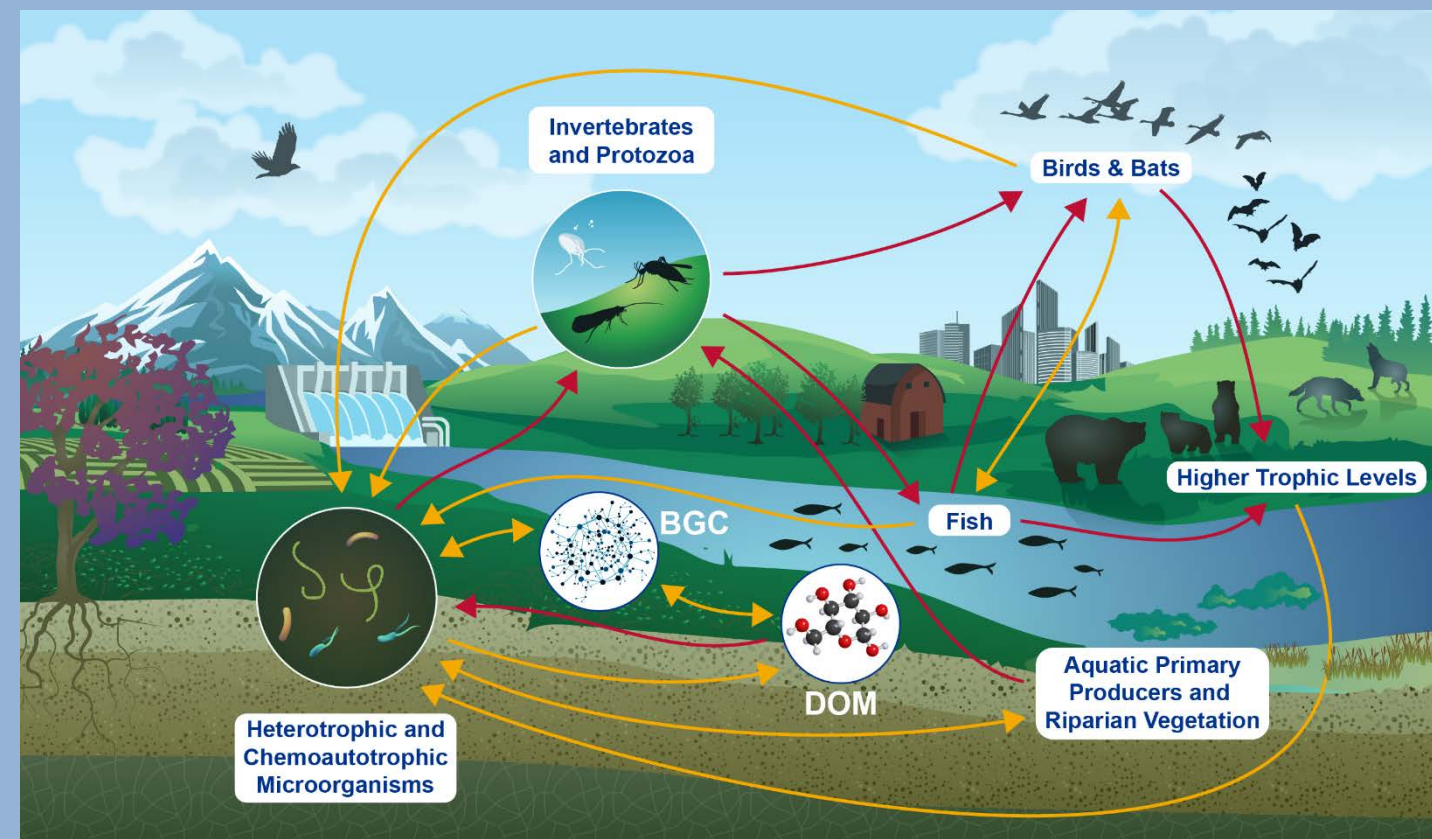 Invertebrates
and Protozoa
Birds & Bats
Higher Trophic Levels
BGC
Fish
DOM
Aquatic Primary
Producers and
Riparian Vegetation
Heterotrophic and
Chemoautotrophic
Microorganisms